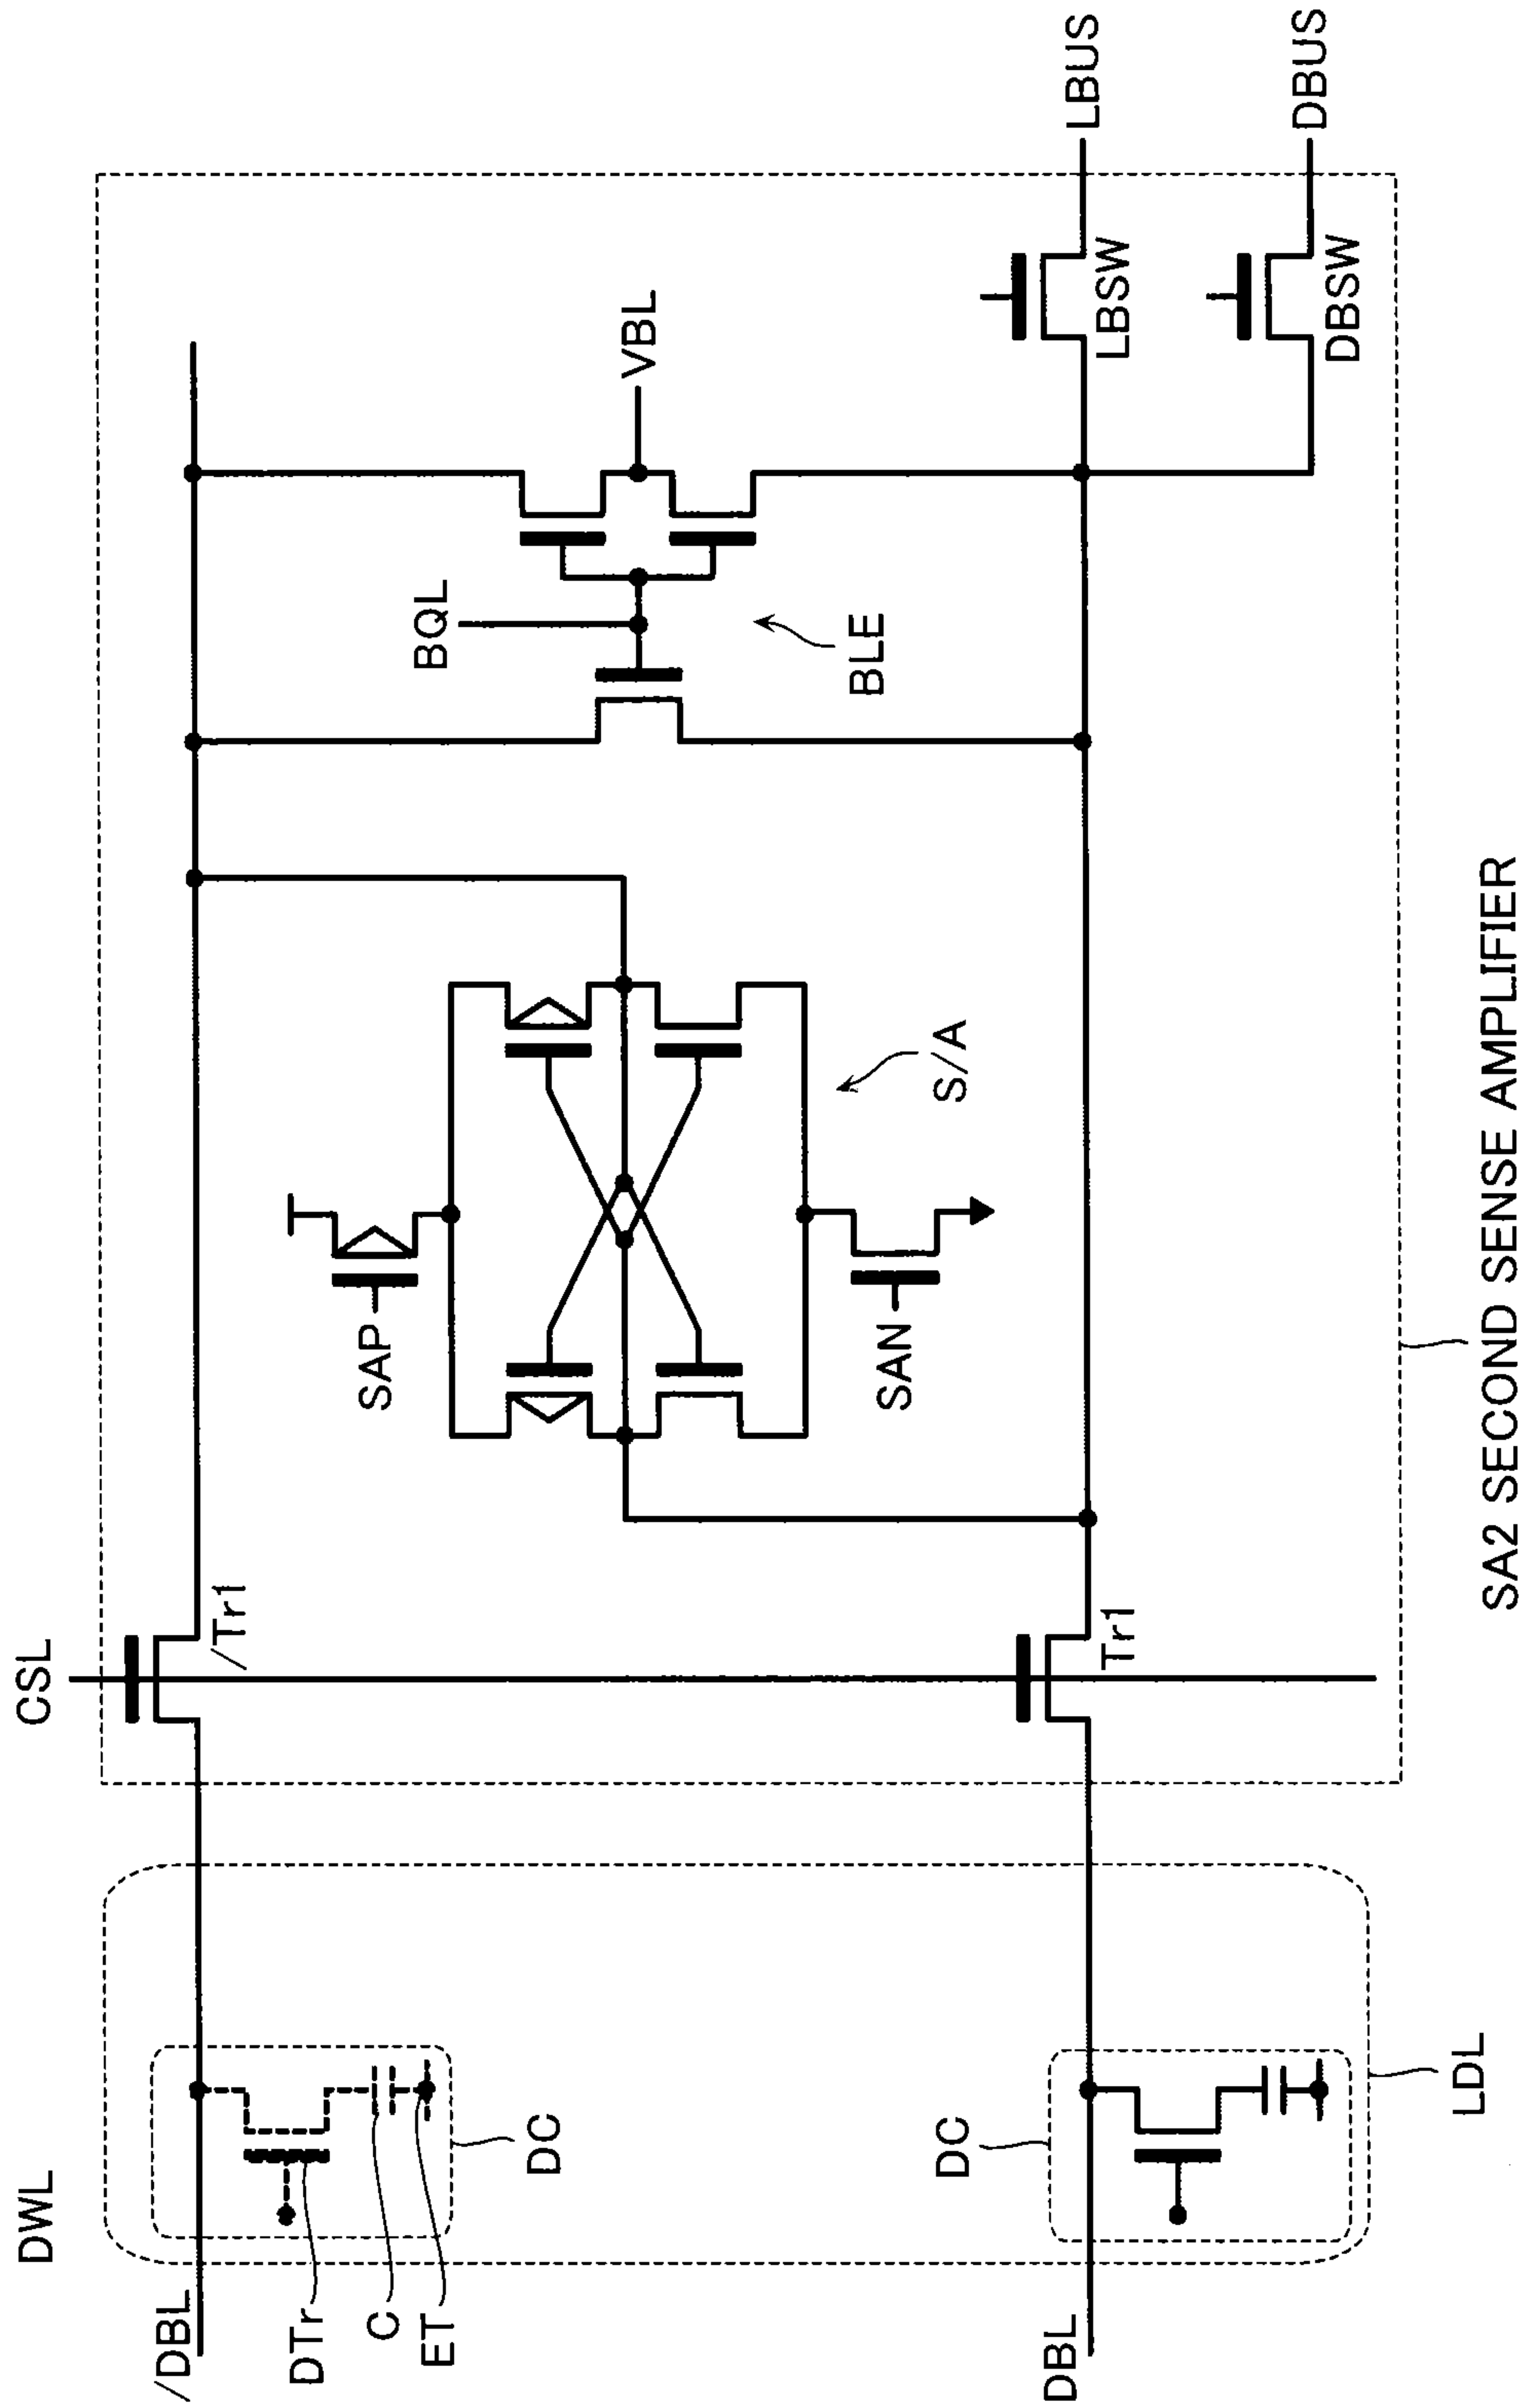 DWL
CSL
/DBL
DTr
C
ET
DC
/Tr1
SAP
SAN
S/A
BQL
BLE
VBL
DBL
DC
LDL
Tr1
LBSW
LBUS
DBSW
DBUS
SA2 SECOND SENSE AMPLIFIER